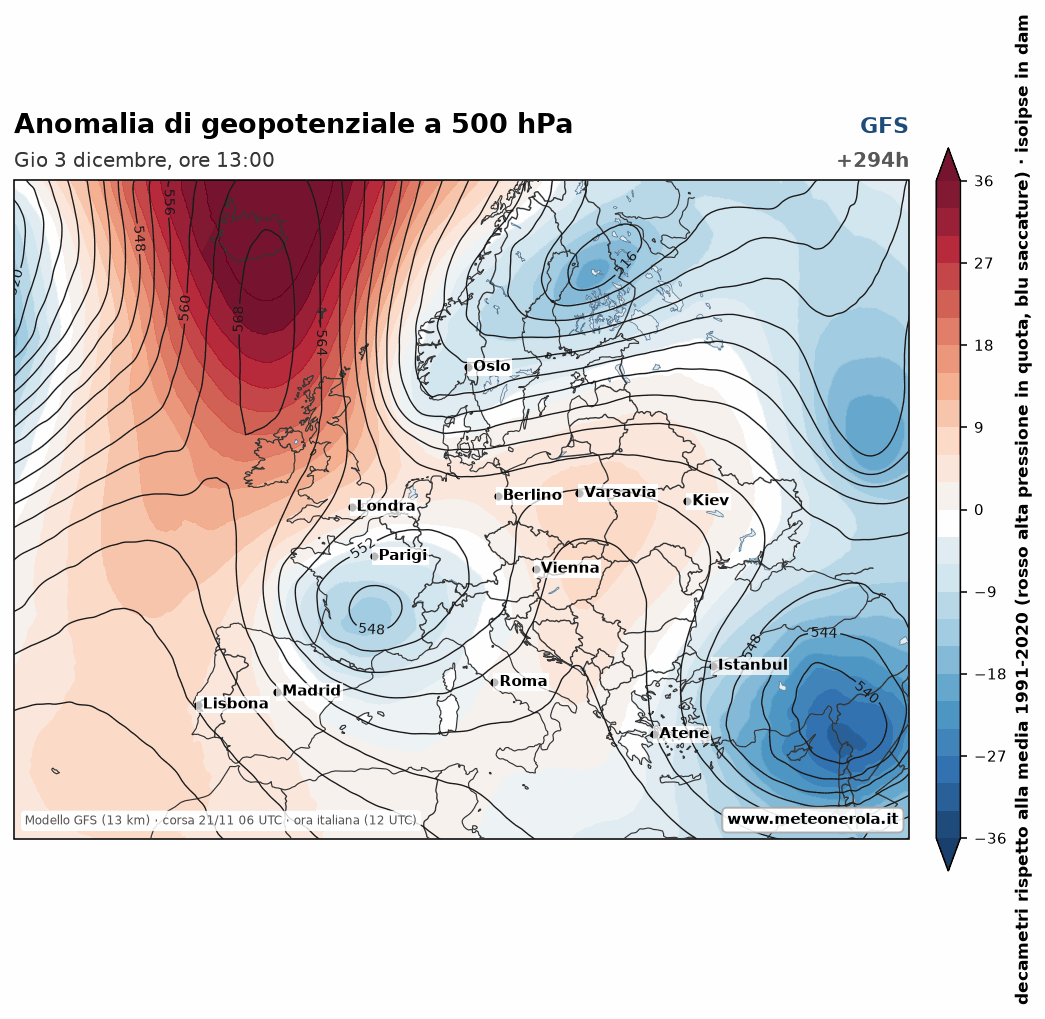 Anomalia di geopotenziale a 500 hPa
GFS
Gio 3 dicembre, ore 13:00
+294h
556
548
560
568
564
516
552
548
548
544
540
Oslo
Londra
Berlino
Varsavia
Kiev
Parigi
Vienna
Istanbul
Roma
Madrid
Lisbona
Atene
Modello GFS (13 km) · corsa 21/11 06 UTC · ora italiana (12 UTC)
www.meteonerola.it
36
27
18
9
0
−9
−18
−27
−36
decametri rispetto alla media 1991-2020 (rosso alta pressione in quota, blu saccature) · isoipse in dam